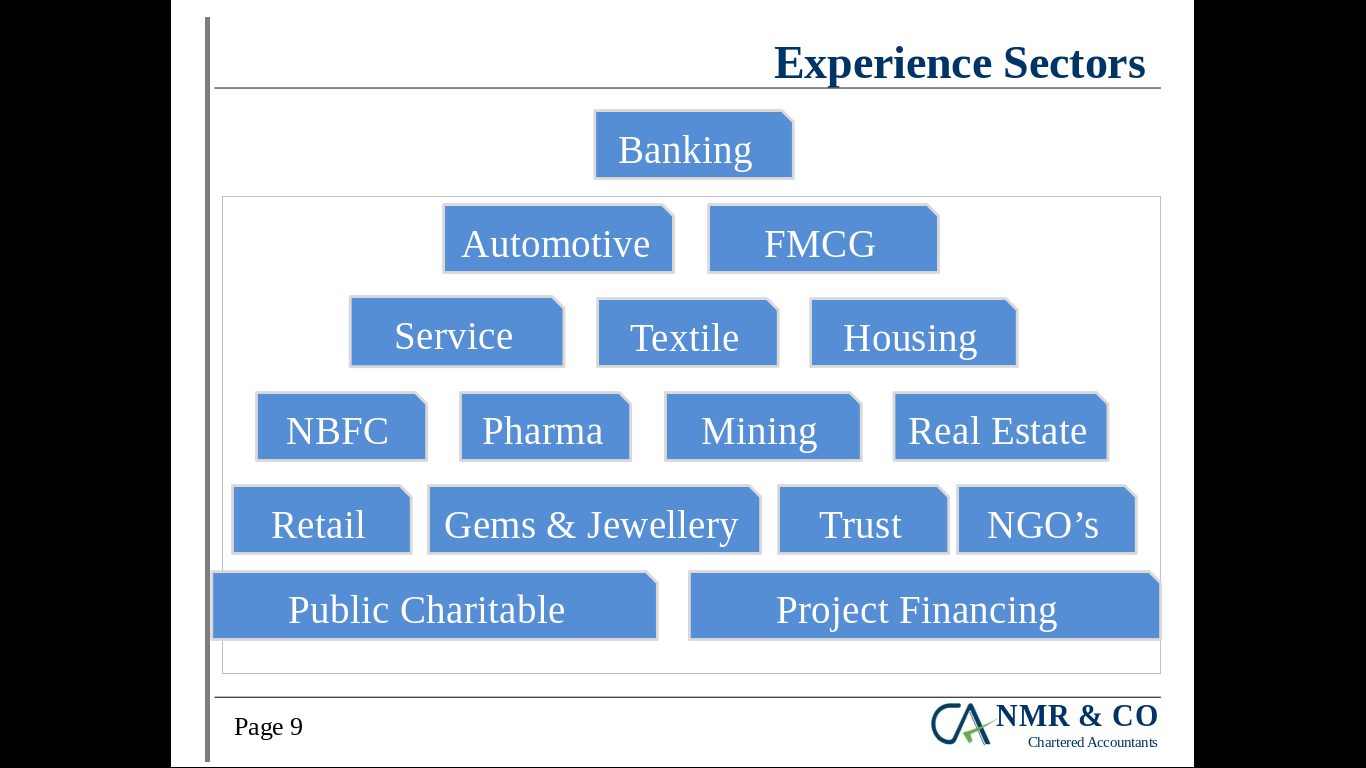 Experience Sectors
Banking
Automotive FMCG
Service Textile Housing
NBFC Pharma Mining Real Estate
Retail Gems & Jewellery Trust NGO’s
Public Charitable Project Financing
Page 9
CA NMR & CO
Chartered Accountants